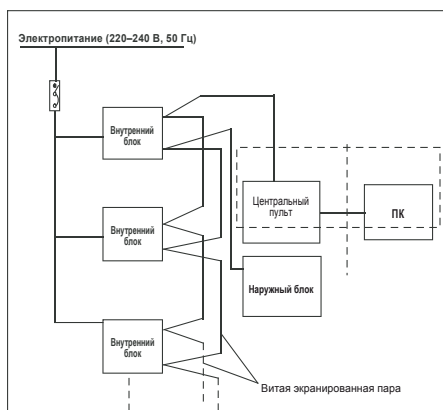 Электропитание (220–240 В, 50 Гц)
Внутренний
блок
Центральный
пульт
ПК
Внутренний
блок
Наружный блок
Внутренний
блок
Витая экранированная пара